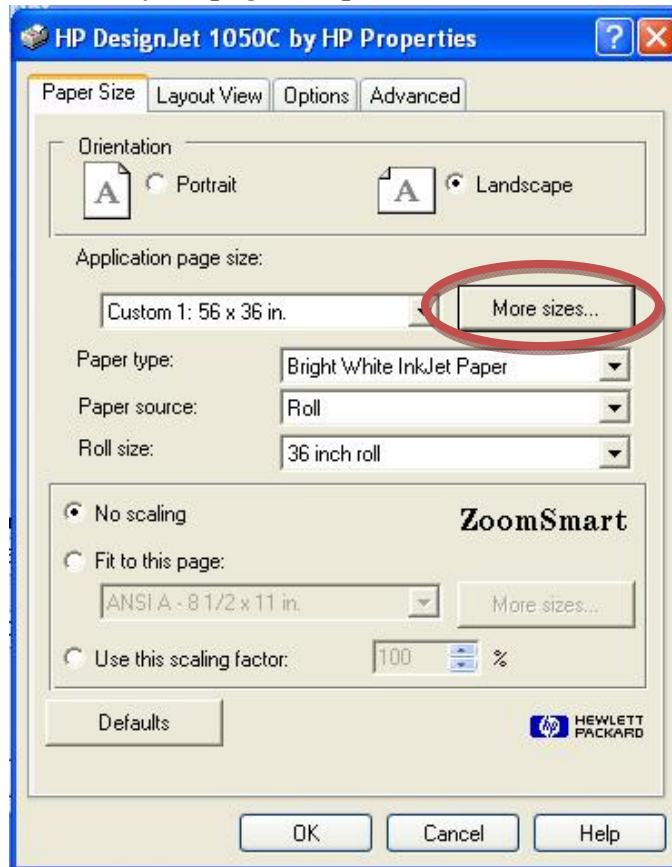 HP DesignJet 1050C by HP Properties
Paper Size Layout View Options Advanced
Orientation
A Portrait A Landscape
Application page size:
Custom 1: 56 x 36 in. More sizes...
Paper type: Bright White InkJet Paper
Paper source: Roll
Roll size: 36 inch roll
No scaling ZoomSmart
Fit to this page:
ANSI A - 8 1/2 x 11 in. More sizes...
Use this scaling factor: 100 %
Defaults hp HEWLETT
PACKARD
OK Cancel Help